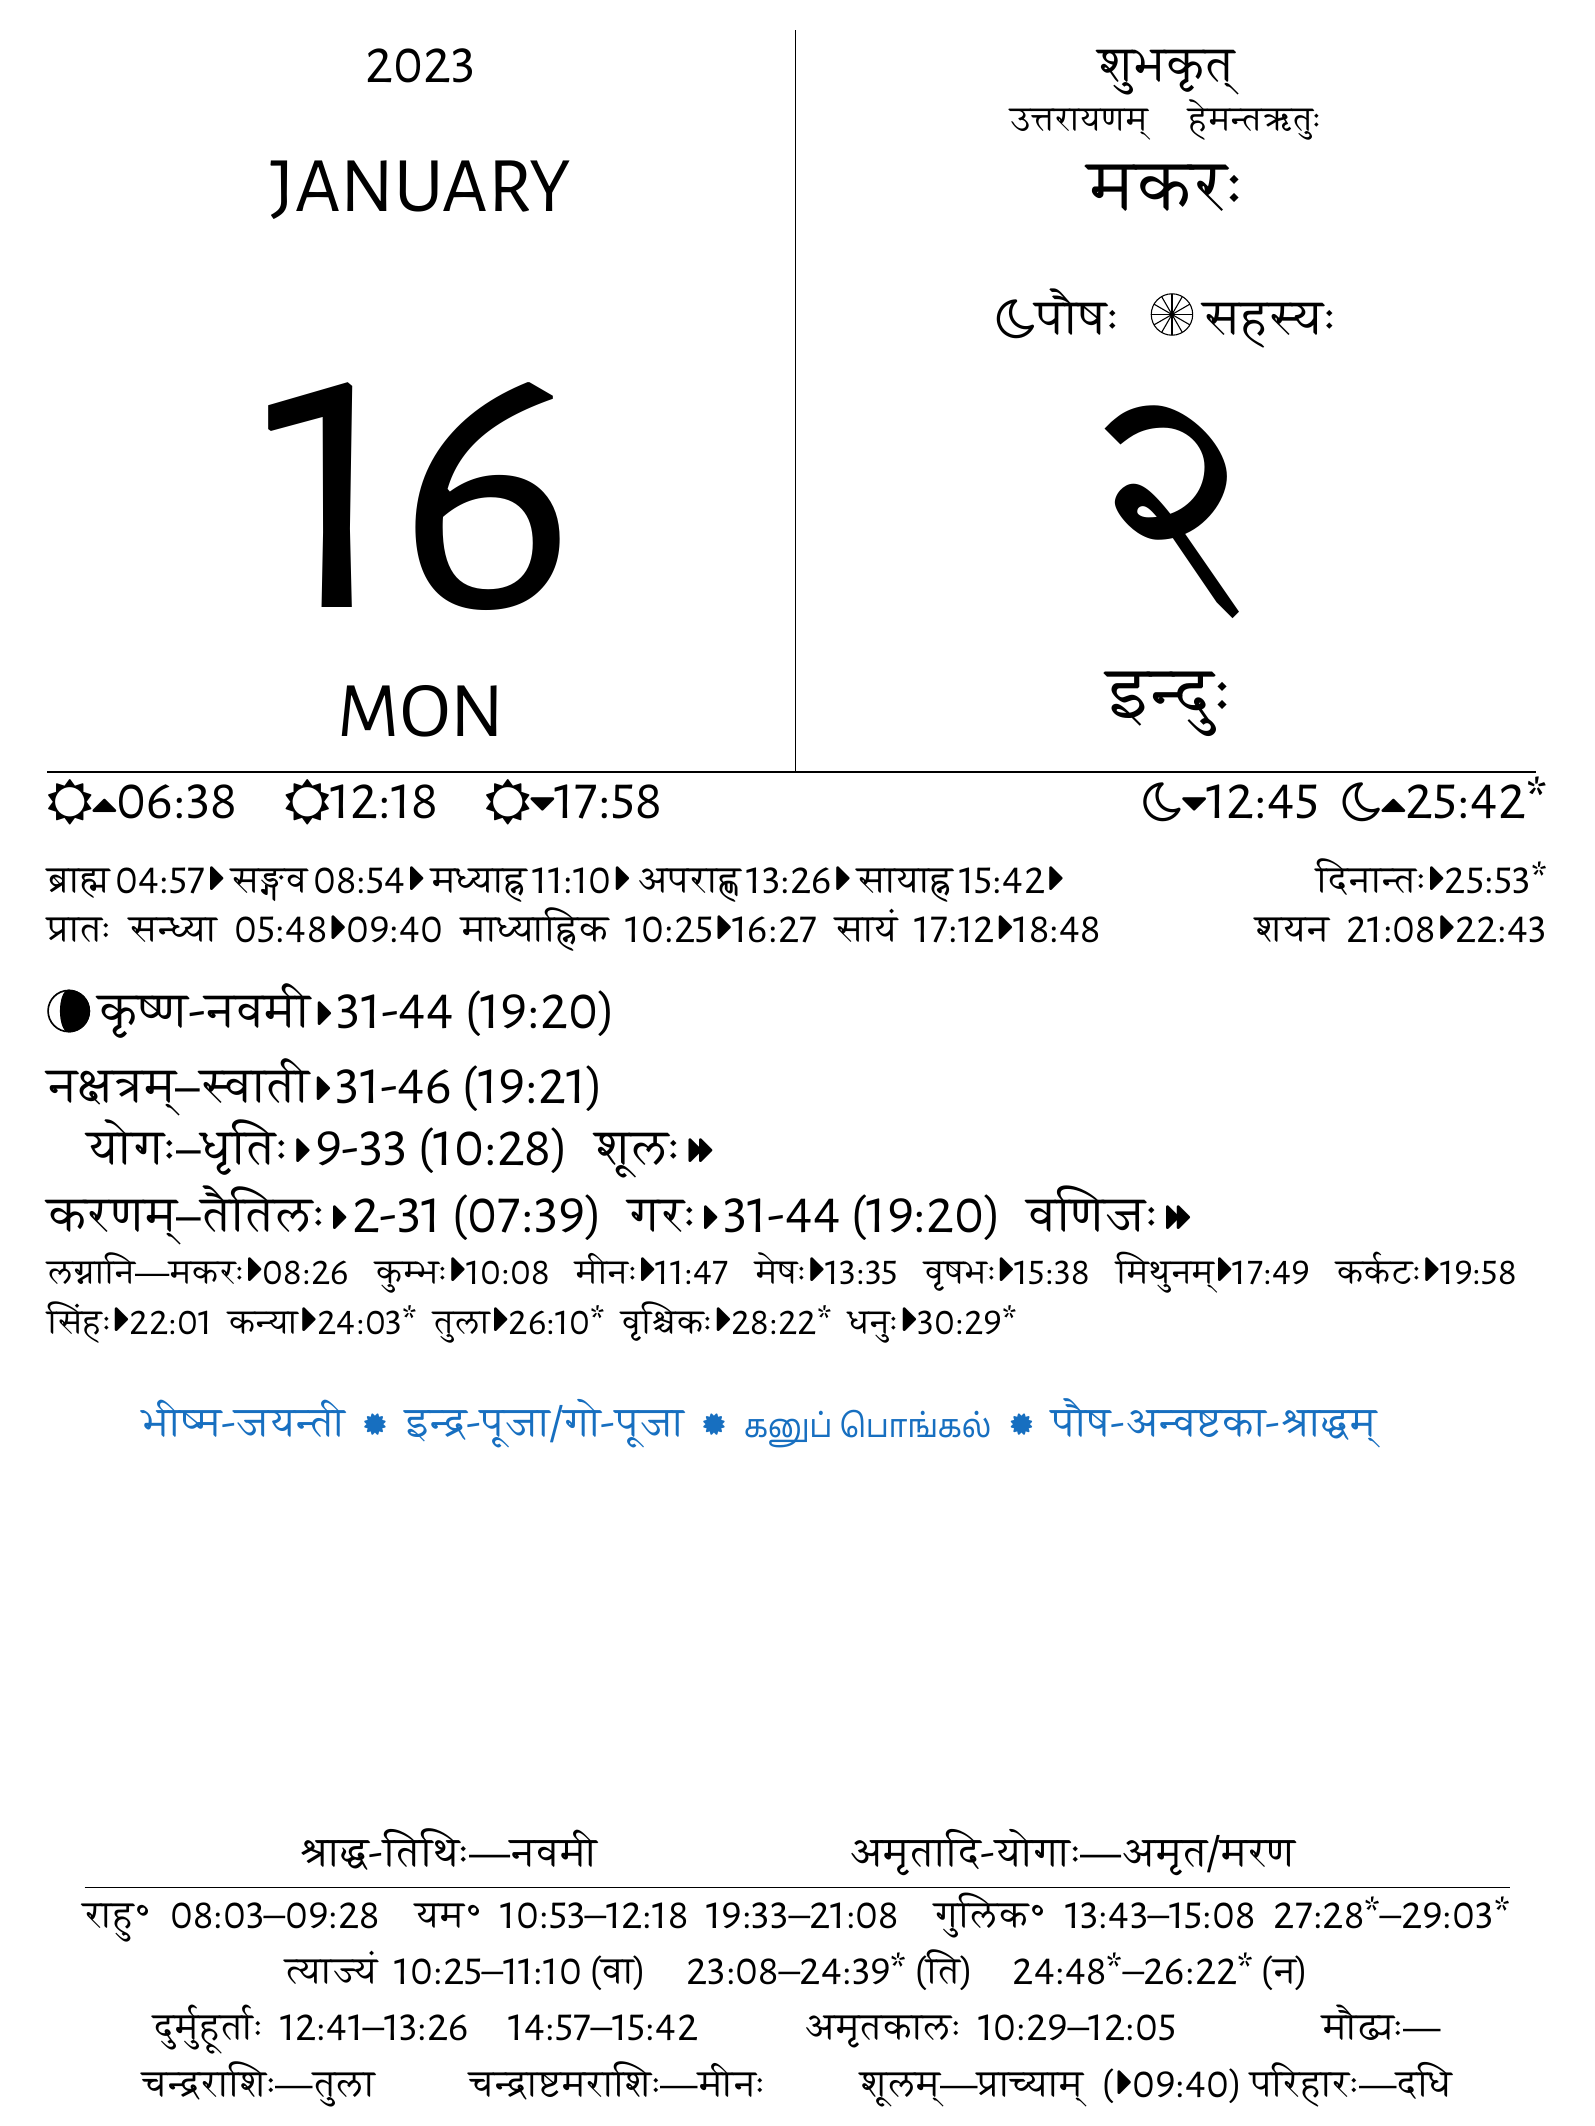 2023
JANUARY
16
MON
शुभकृत्
उत्तरायणम् हेमन्तऋतुः
मकरः
पौषः सहस्यः
२
इन्दुः
06:38 12:18 17:58 12:45 25:42*
ब्राह्म 04:57 सङ्गव 08:54 मध्याह्न 11:10 अपराह्ण 13:26 सायाह्न 15:42 दिनान्तः 25:53*
प्रातः सन्ध्या 05:48 09:40 माध्याह्निक 10:25 16:27 सायं 17:12 18:48 शयन 21:08 22:43
कृष्ण-नवमी 31-44 (19:20)
नक्षत्रम्–स्वाती 31-46 (19:21)
योगः–धृतिः 9-33 (10:28) शूलः
करणम्–तैतिलः 2-31 (07:39) गरः 31-44 (19:20) वणिजः
लग्नानि—मकरः 08:26 कुम्भः 10:08 मीनः 11:47 मेषः 13:35 वृषभः 15:38 मिथुनम् 17:49 कर्कटः 19:58
सिंहः 22:01 कन्या 24:03* तुला 26:10* वृश्चिकः 28:22* धनुः 30:29*
भीष्म-जयन्ती ✹ इन्द्र-पूजा/गो-पूजा ✹ கனுப் பொங்கல் ✹ पौष-अन्वष्टका-श्राद्धम्
श्राद्ध-तिथिः—नवमी अमृतादि-योगाः—अमृत/मरण
राहु॰ 08:03–09:28 यम॰ 10:53–12:18 19:33–21:08 गुलिक॰ 13:43–15:08 27:28*–29:03*
त्याज्यं 10:25–11:10 (वा) 23:08–24:39* (ति) 24:48*–26:22* (न)
दुर्मुहूर्ताः 12:41–13:26 14:57–15:42 अमृतकालः 10:29–12:05 मौढ्यः—
चन्द्रराशिः—तुला चन्द्राष्टमराशिः—मीनः शूलम्—प्राच्याम् (09:40) परिहारः—दधि